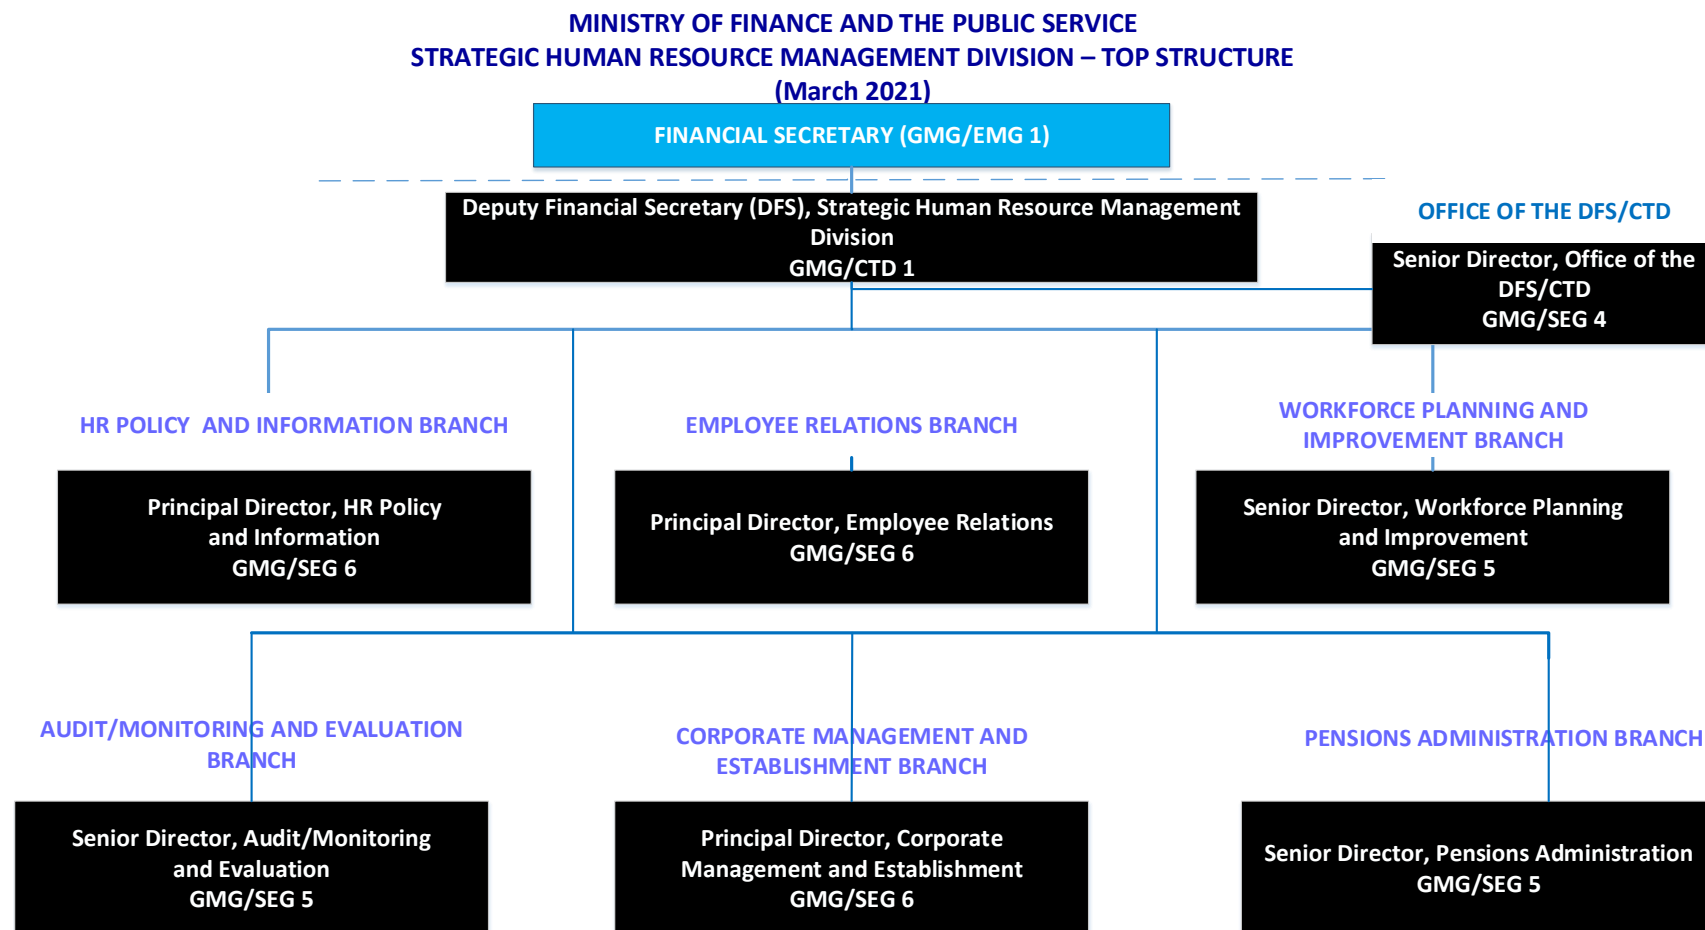 MINISTRY OF FINANCE AND THE PUBLIC SERVICE
STRATEGIC HUMAN RESOURCE MANAGEMENT DIVISION – TOP STRUCTURE
(March 2021)
FINANCIAL SECRETARY (GMG/EMG 1)
Deputy Financial Secretary (DFS), Strategic Human Resource Management
Division
GMG/CTD 1
OFFICE OF THE DFS/CTD
Senior Director, Office of the
DFS/CTD
GMG/SEG 4
HR POLICY  AND INFORMATION BRANCH
Principal Director, HR Policy
and Information
GMG/SEG 6
EMPLOYEE RELATIONS BRANCH
Principal Director, Employee Relations
GMG/SEG 6
WORKFORCE PLANNING AND
IMPROVEMENT BRANCH
Senior Director, Workforce Planning
and Improvement
GMG/SEG 5
AUDIT/MONITORING AND EVALUATION
BRANCH
Senior Director, Audit/Monitoring
and Evaluation
GMG/SEG 5
CORPORATE MANAGEMENT AND
ESTABLISHMENT BRANCH
Principal Director, Corporate
Management and Establishment
GMG/SEG 6
PENSIONS ADMINISTRATION BRANCH
Senior Director, Pensions Administration
GMG/SEG 5